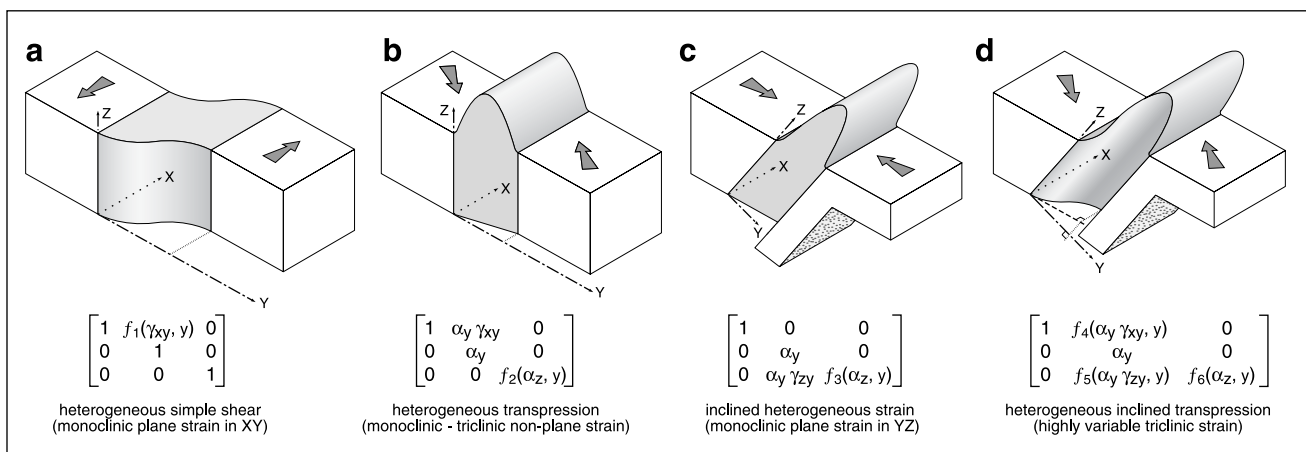 a
b
c
d
Z
X
Y
Z
X
Y
Z
X
Y
Z
X
Y
1 f₁(γxy, y) 0
0 1 0
0 0 1
heterogeneous simple shear
(monoclinic plane strain in XY)
1 αy γxy 0
0 αy 0
0 0 f₂(αz, y)
heterogeneous transpression
(monoclinic - triclinic non-plane strain)
1 0 0
0 αy 0
0 αy γzy f₃(αz, y)
inclined heterogeneous strain
(monoclinic plane strain in YZ)
1 f₄(αy γxy, y) 0
0 αy 0
0 f₅(αy γzy, y) f₆(αz, y)
heterogeneous inclined transpression
(highly variable triclinic strain)